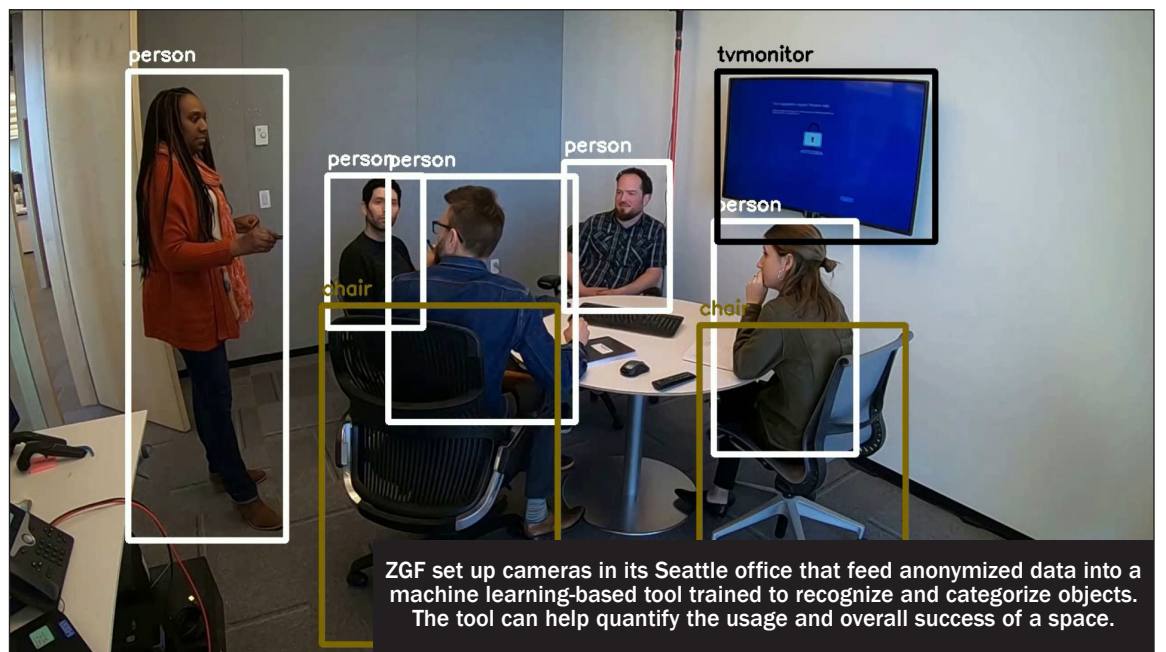 person
tvmonitor
person
person
person
person
chair
chair
ZGF set up cameras in its Seattle office that feed anonymized data into a
machine learning-based tool trained to recognize and categorize objects.
The tool can help quantify the usage and overall success of a space.